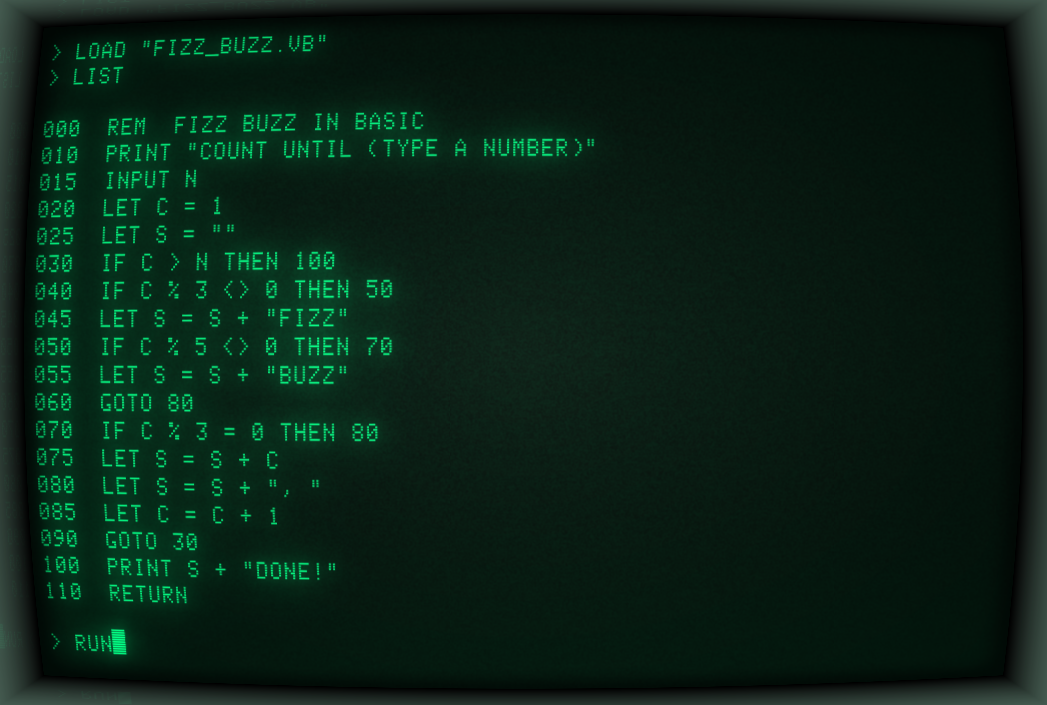 > LOAD "FIZZ_BUZZ.VB"
> LIST
000 REM FIZZ BUZZ IN BASIC
010 PRINT "COUNT UNTIL (TYPE A NUMBER)"
015 INPUT N
020 LET C = 1
025 LET S = ""
030 IF C > N THEN 100
040 IF C % 3 <> 0 THEN 50
045 LET S = S + "FIZZ"
050 IF C % 5 <> 0 THEN 70
055 LET S = S + "BUZZ"
060 GOTO 80
070 IF C % 3 = 0 THEN 80
075 LET S = S + C
080 LET S = S + ", "
085 LET C = C + 1
090 GOTO 30
100 PRINT S + "DONE!"
110 RETURN
> RUN